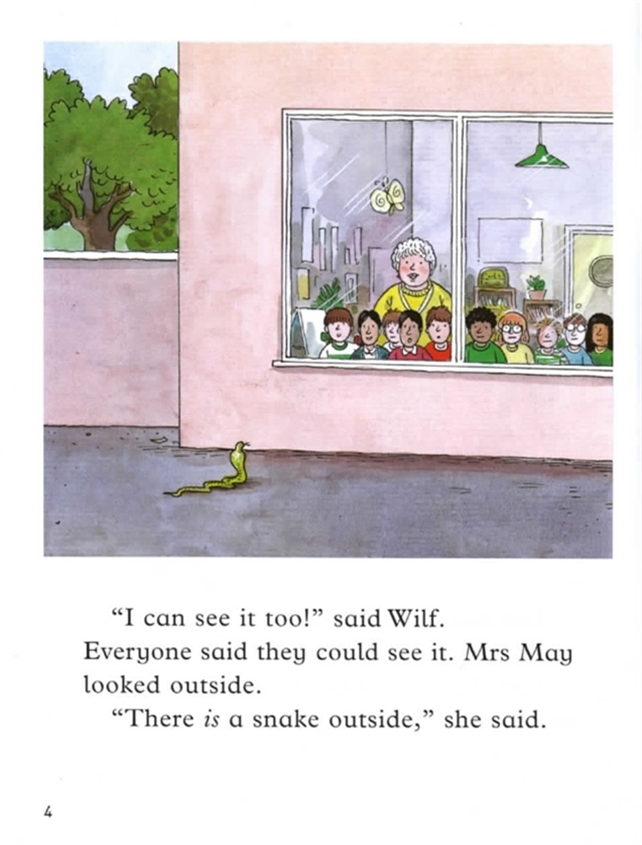 “I can see it too!” said Wilf.
Everyone said they could see it. Mrs May
looked outside.
“There is a snake outside,” she said.
4